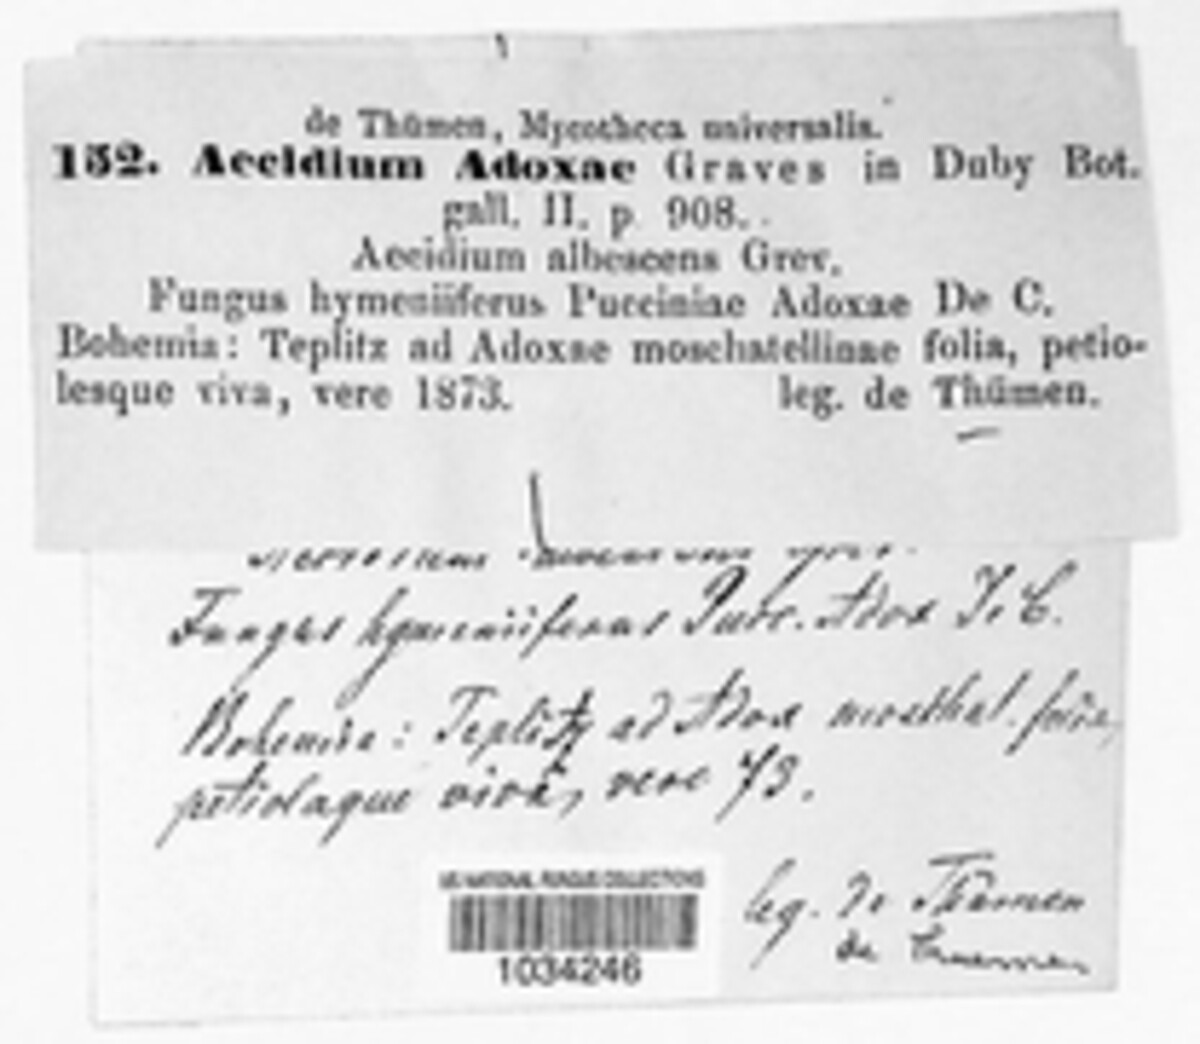 de Thümen, Mycotheca universalis.
152. Aecidium Adoxae Graves in Duby Bot.
gall. II. p. 908.
Aecidium albescens Grev.
Fungus hymeniiferus Pucciniae Adoxae De C.
Bohemia: Teplitz ad Adoxae moschatellinae folia, petio-
lesque viva, vere 1873. leg. de Thümen.
Fungus hymeniiferus Pucc. Adox De C.
Bohemia: Teplitz ad Adox moschat. folia,
petiolaque viva, vere 73.
leg. de Thümen
de Thuemen
US NATIONAL FUNGUS COLLECTIONS
1034246